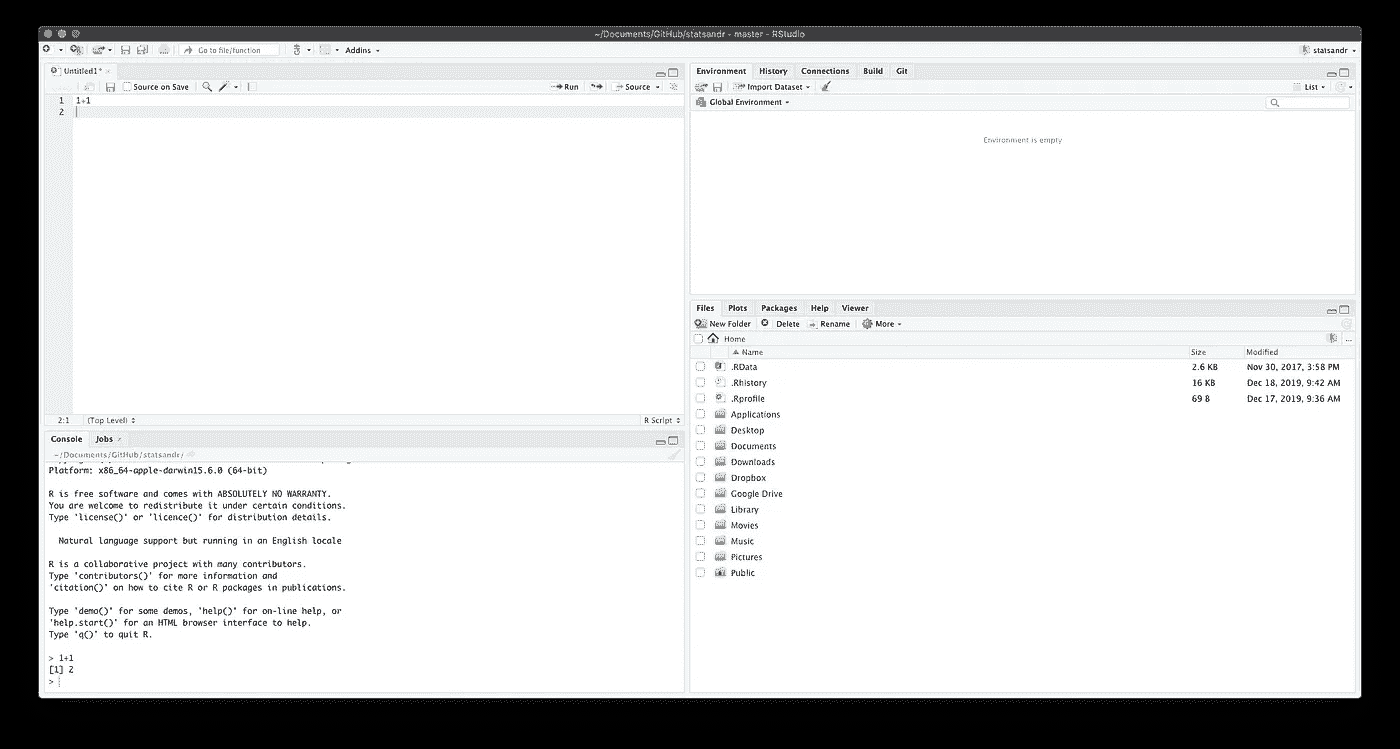 ~/Documents/GitHub/statsandr - master - RStudio
Go to file/function Addins statsandr
Untitled1*
Source on Save Run Source
1 1+1
2
2:1 (Top Level) R Script
Console Jobs
~/Documents/GitHub/statsandr/
Platform: x86_64-apple-darwin15.6.0 (64-bit)
R is free software and comes with ABSOLUTELY NO WARRANTY.
You are welcome to redistribute it under certain conditions.
Type 'license()' or 'licence()' for distribution details.
Natural language support but running in an English locale
R is a collaborative project with many contributors.
Type 'contributors()' for more information and
'citation()' on how to cite R or R packages in publications.
Type 'demo()' for some demos, 'help()' for on-line help, or
'help.start()' for an HTML browser interface to help.
Type 'q()' to quit R.
> 1+1
[1] 2
>
Environment History Connections Build Git
Import Dataset List
Global Environment
Environment is empty
Files Plots Packages Help Viewer
New Folder Delete Rename More
Home ...
Name Size Modified
.RData 2.6 KB Nov 30, 2017, 3:58 PM
.Rhistory 16 KB Dec 18, 2019, 9:42 AM
.Rprofile 69 B Dec 17, 2019, 9:36 AM
Applications
Desktop
Documents
Downloads
Dropbox
Google Drive
Library
Movies
Music
Pictures
Public